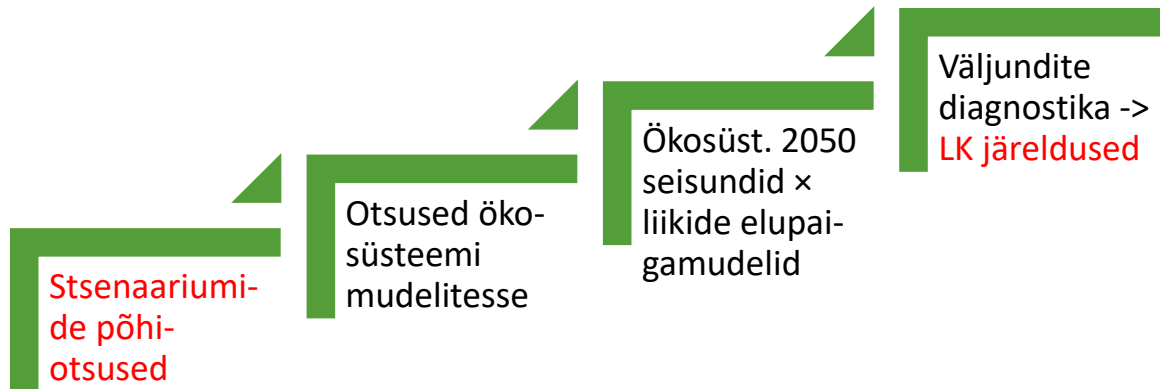 Stsenaariumi-
de põhi-
otsused
Otsused öko-
süsteemi
mudelitesse
Ökosüst. 2050
seisundid ×
liikide elupai-
gamudelid
Väljundite
diagnostika ->
LK järeldused